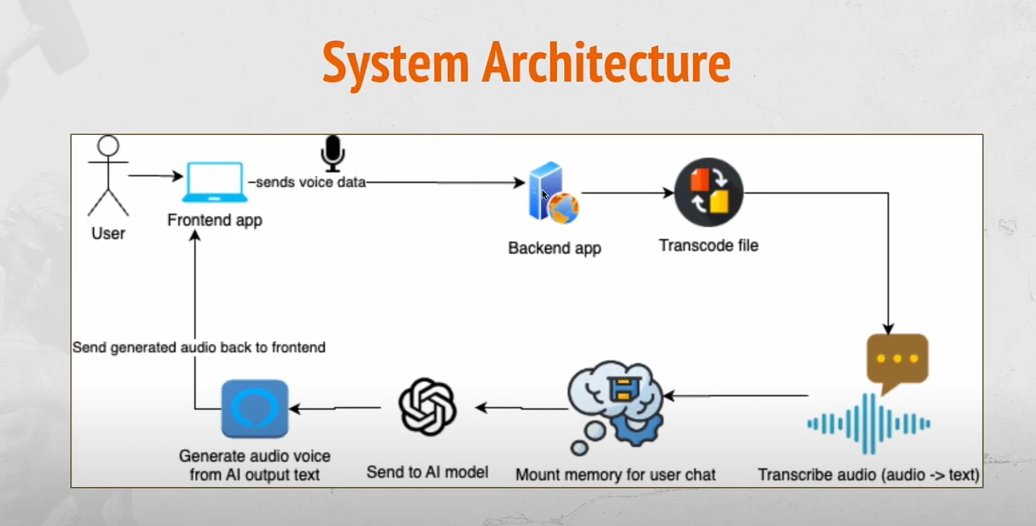 System Architecture
sends voice data
User
Frontend app
Backend app
Transcode file
Send generated audio back to frontend
Generate audio voice
from AI output text
Send to AI model
Mount memory for user chat
Transcribe audio (audio -> text)